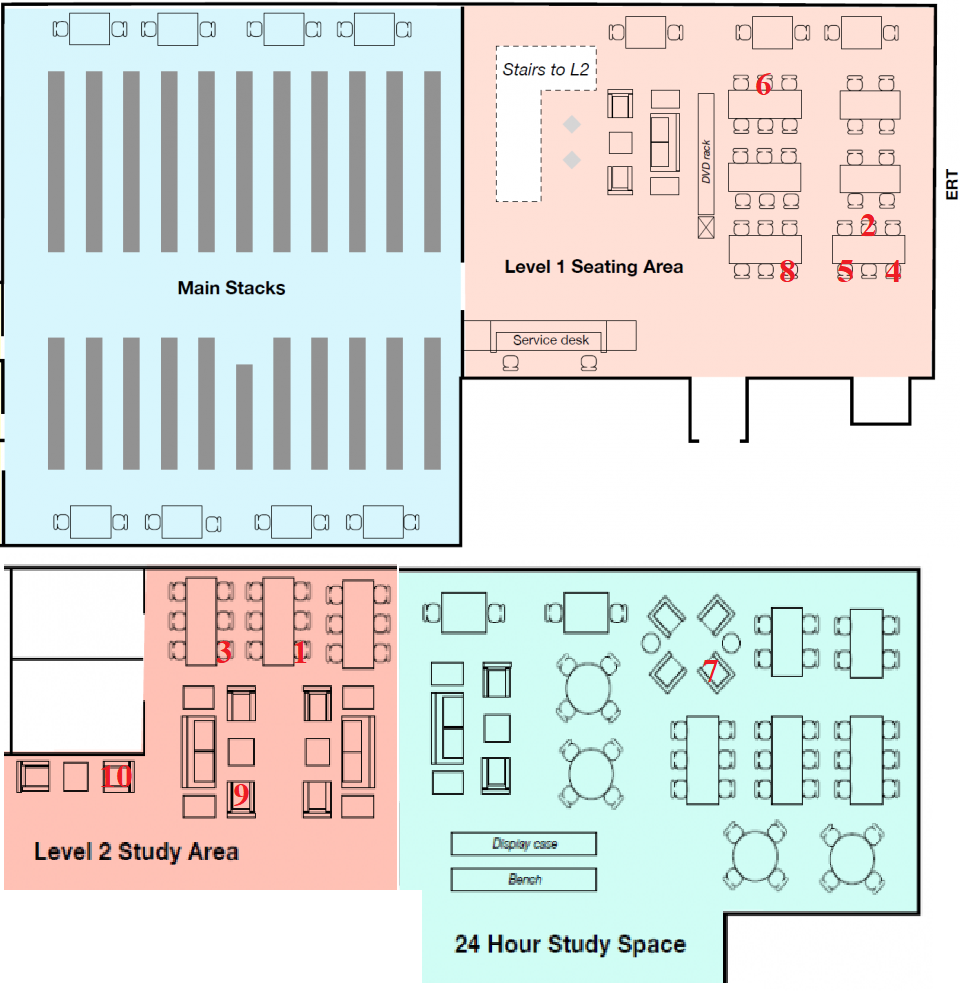 Stairs to L2
6
DVD rack
ERT
2
Level 1 Seating Area
8
5
4
Main Stacks
Service desk
3
1
7
10
9
Level 2 Study Area
Display case
Bench
24 Hour Study Space